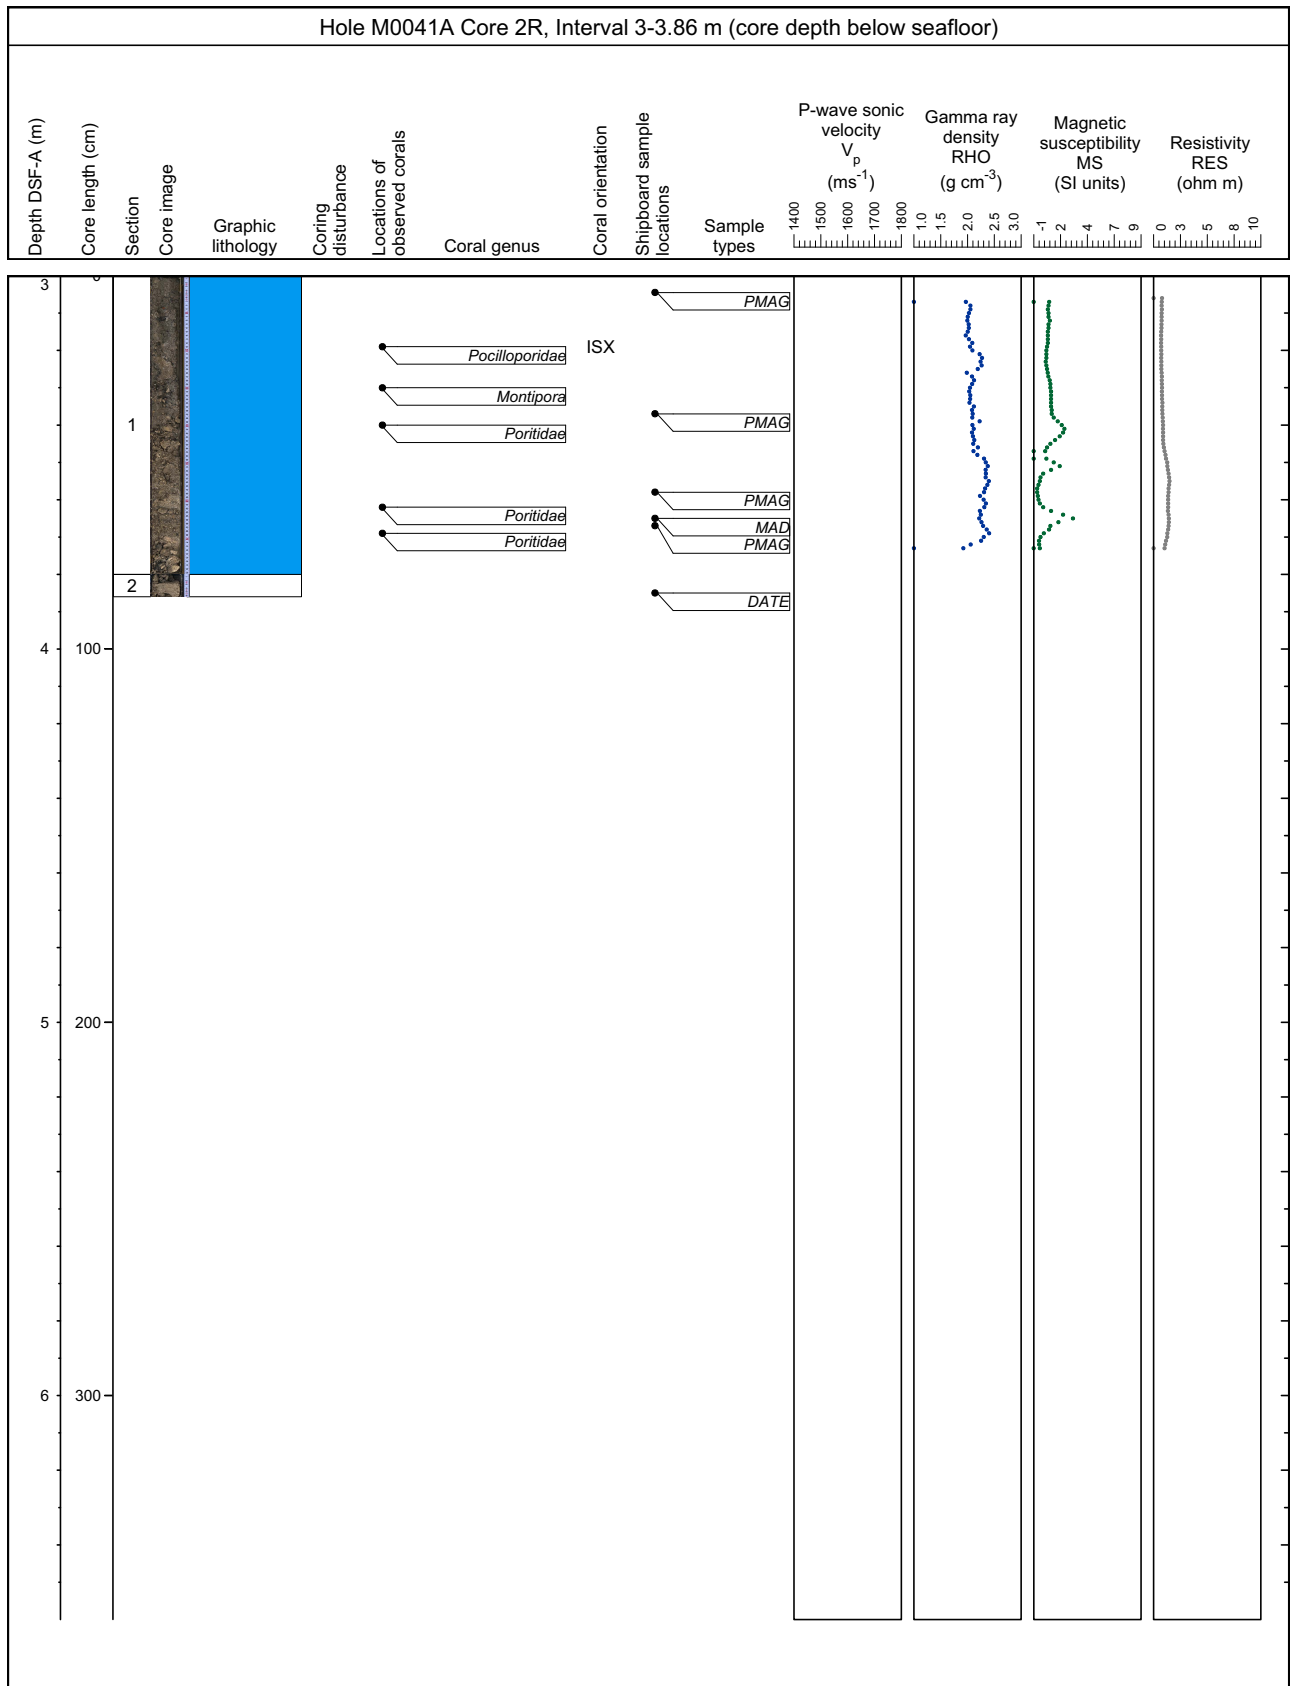 Hole M0041A Core 2R, Interval 3-3.86 m (core depth below seafloor)
Depth DSF-A (m)
Core length (cm)
Section
Core image
Graphic
lithology
Coring
disturbance
Locations of
observed corals
Coral genus
Coral orientation
Shipboard sample
locations
Sample
types
P-wave sonic
velocity
Vp
(ms-1)
1400
1500
1600
1700
1800
Gamma ray
density
RHO
(g cm-3)
1.0
1.5
2.0
2.5
3.0
Magnetic
susceptibility
MS
(SI units)
-1
2
4
7
9
Resistivity
RES
(ohm m)
0
3
5
8
10
3
PMAG
Pocilloporidae
ISX
Montipora
PMAG
1
Poritidae
PMAG
Poritidae
MAD
Poritidae
PMAG
2
DATE
4 100
5 200
6 300